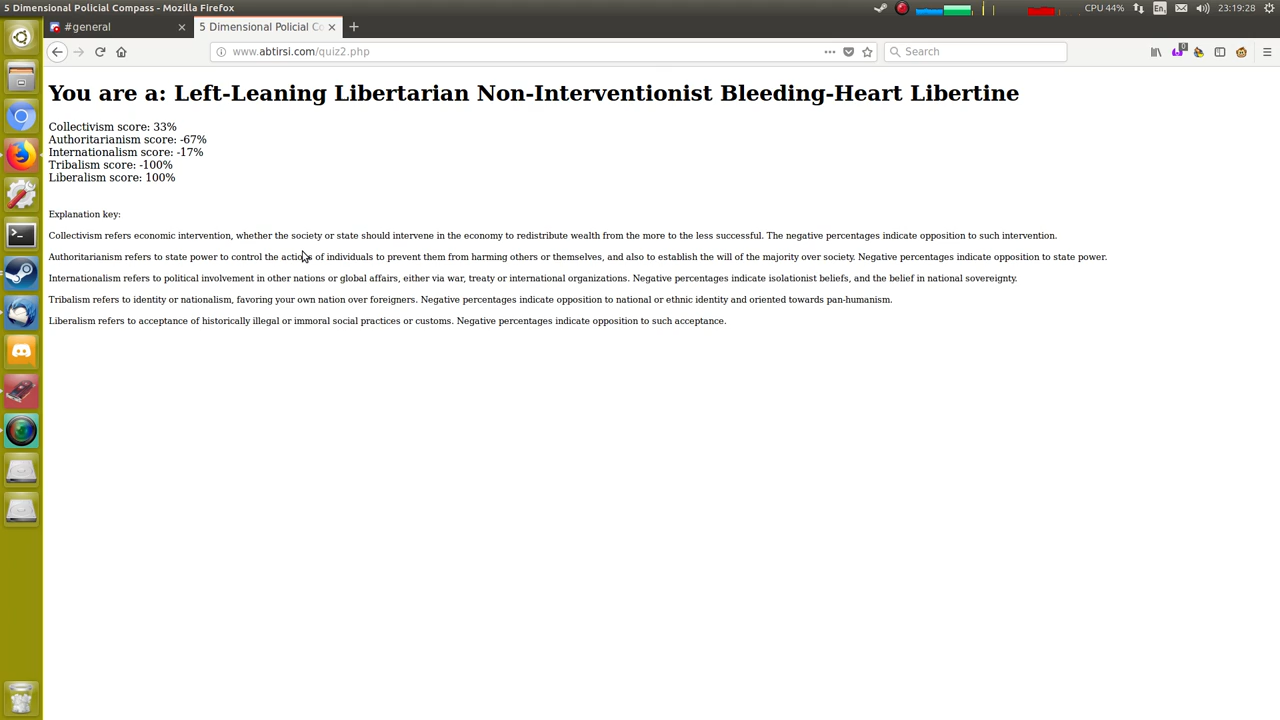 5 Dimensional Policial Compass - Mozilla Firefox
CPU 44%
En
23:19:28
#general
5 Dimensional Policial Co
www.abtirsi.com/quiz2.php
Search
0
You are a: Left-Leaning Libertarian Non-Interventionist Bleeding-Heart Libertine
Collectivism score: 33%
Authoritarianism score: -67%
Internationalism score: -17%
Tribalism score: -100%
Liberalism score: 100%
Explanation key:
Collectivism refers economic intervention, whether the society or state should intervene in the economy to redistribute wealth from the more to the less successful. The negative percentages indicate opposition to such intervention.
Authoritarianism refers to state power to control the actions of individuals to prevent them from harming others or themselves, and also to establish the will of the majority over society. Negative percentages indicate opposition to state power.
Internationalism refers to political involvement in other nations or global affairs, either via war, treaty or international organizations. Negative percentages indicate isolationist beliefs, and the belief in national sovereignty.
Tribalism refers to identity or nationalism, favoring your own nation over foreigners. Negative percentages indicate opposition to national or ethnic identity and oriented towards pan-humanism.
Liberalism refers to acceptance of historically illegal or immoral social practices or customs. Negative percentages indicate opposition to such acceptance.